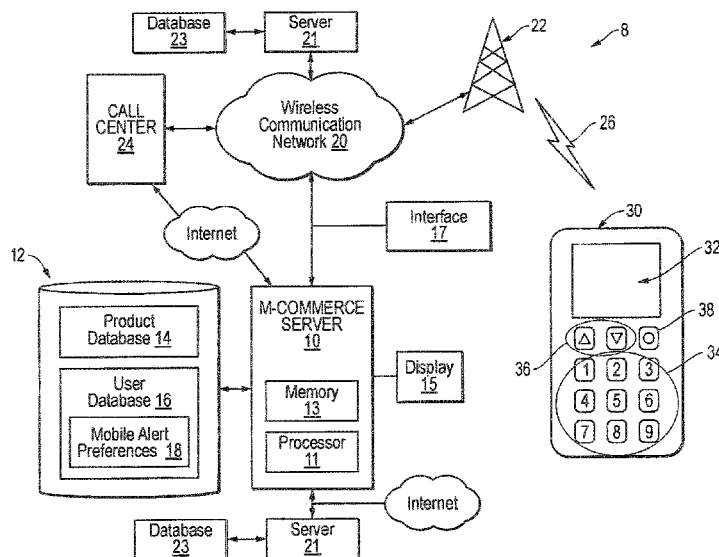 Database
23
Server
21
22
8
CALL
CENTER
24
Wireless
Communication
Network 20
26
Internet
Interface
17
30
32
12
Product
Database 14
User
Database 16
Mobile Alert
Preferences 18
M-COMMERCE
SERVER
10
Memory
13
Processor
11
Display
15
38
36
34
1 2 3
4 5 6
7 8 9
Internet
Database
23
Server
21